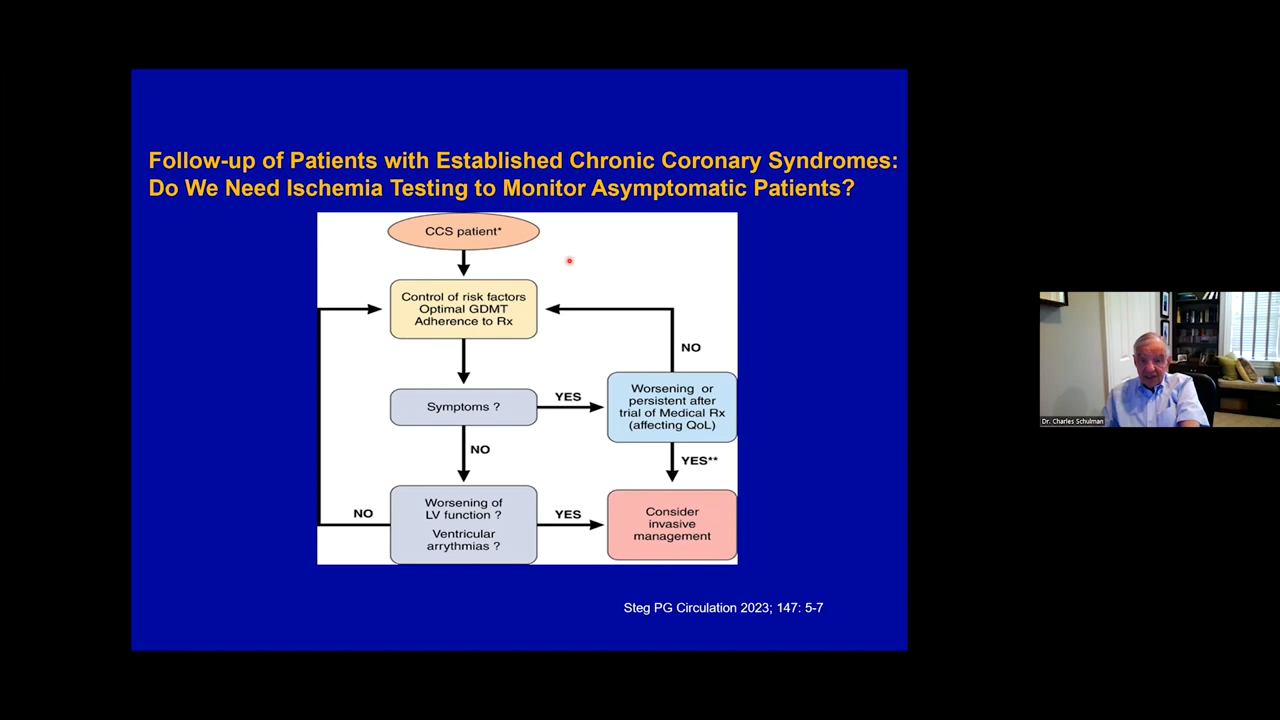 Follow-up of Patients with Established Chronic Coronary Syndromes:
Do We Need Ischemia Testing to Monitor Asymptomatic Patients?
CCS patient*
Control of risk factors
Optimal GDMT
Adherence to Rx
NO
Symptoms ?
YES
Worsening or
persistent after
trial of Medical Rx
(affecting QoL)
NO
YES**
NO
Worsening of
LV function ?
Ventricular
arrythmias ?
YES
Consider
invasive
management
Steg PG Circulation 2023; 147: 5-7
Dr. Charles Schulman